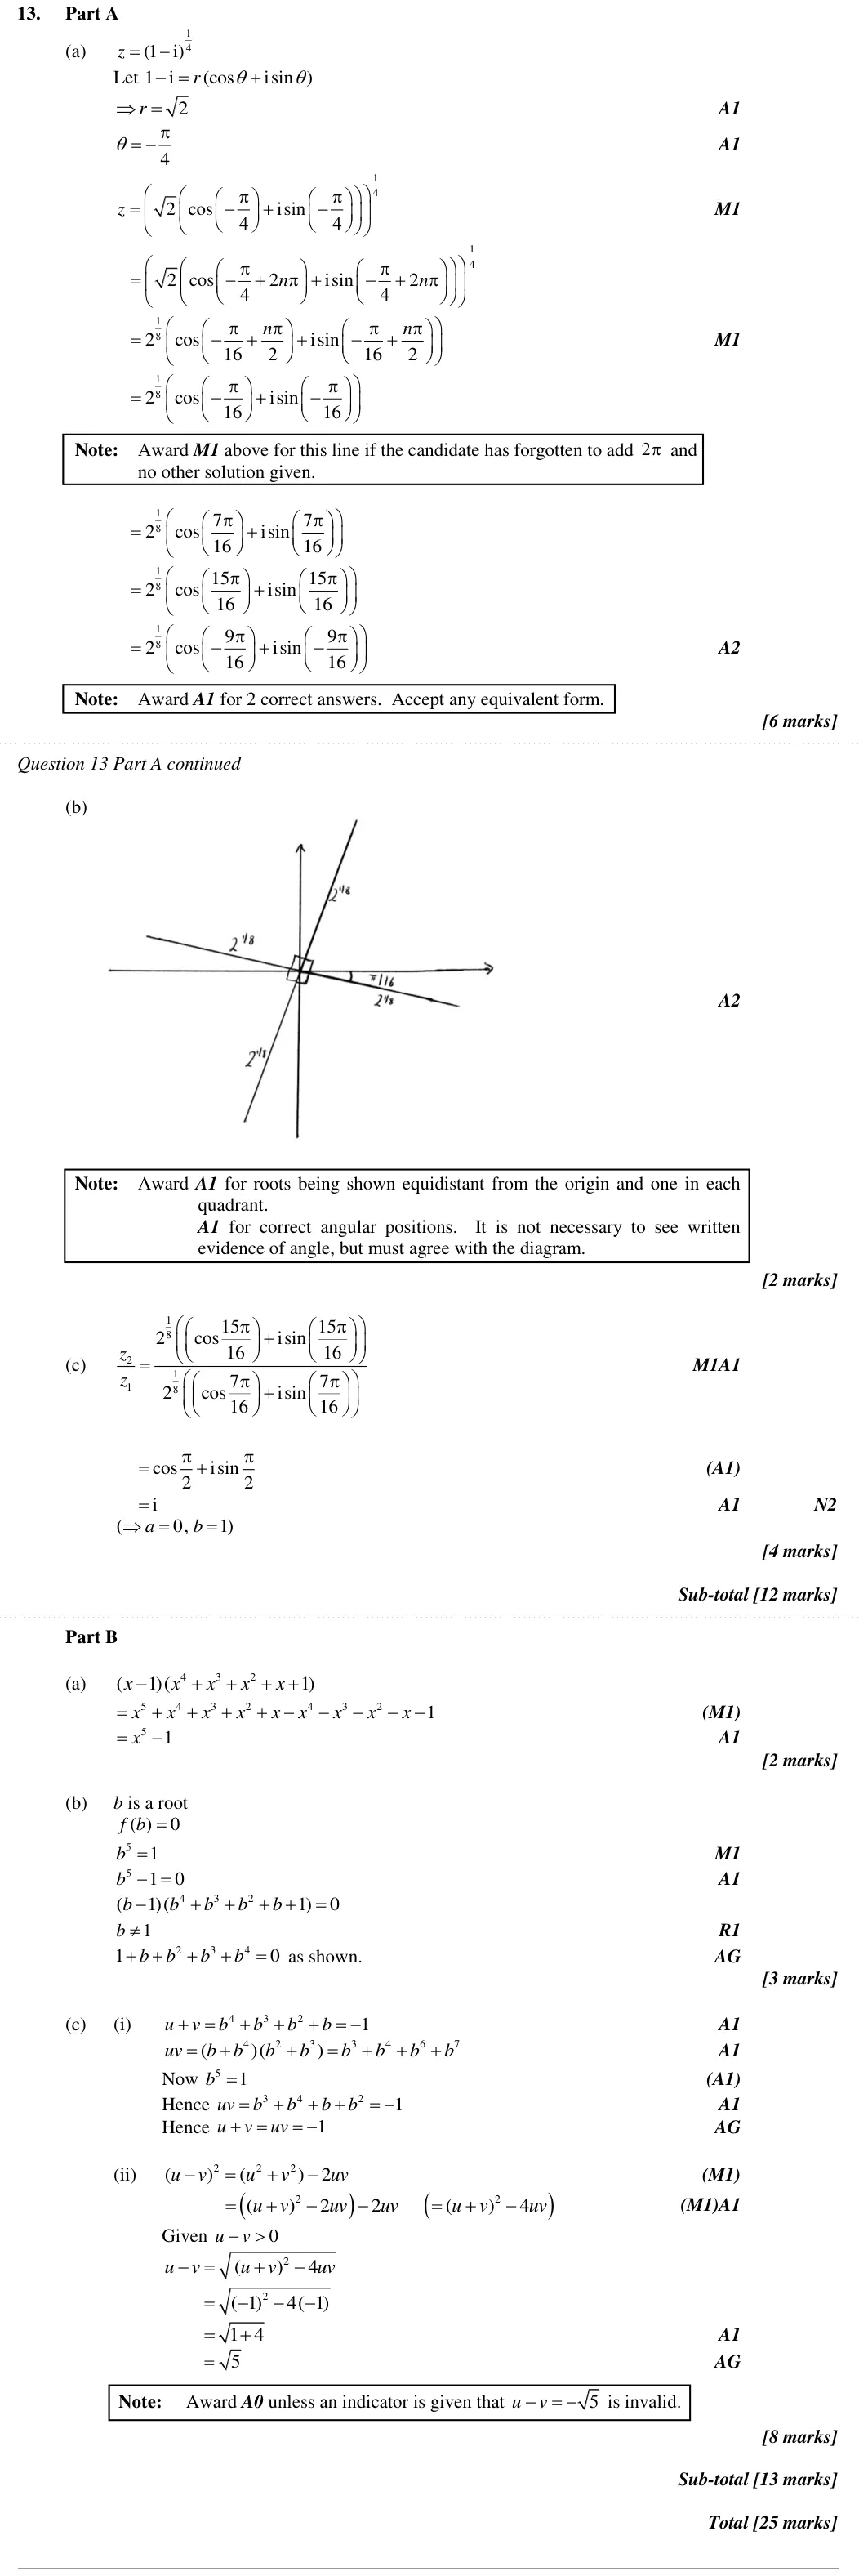 13. Part A
(a) z = (1 − i)^(1/4)
Let 1 − i = r(cos θ + i sin θ)
⇒ r = √2 A1
θ = −π/4 A1
z = (√2(cos(−π/4) + i sin(−π/4)))^(1/4) M1
= (√2(cos(−π/4 + 2nπ) + i sin(−π/4 + 2nπ)))^(1/4)
= 2^(1/8)(cos(−π/16 + nπ/2) + i sin(−π/16 + nπ/2)) M1
= 2^(1/8)(cos(−π/16) + i sin(−π/16))
Note: Award M1 above for this line if the candidate has forgotten to add 2π and
no other solution given.
= 2^(1/8)(cos(7π/16) + i sin(7π/16))
= 2^(1/8)(cos(15π/16) + i sin(15π/16))
= 2^(1/8)(cos(−9π/16) + i sin(−9π/16)) A2
Note: Award A1 for 2 correct answers. Accept any equivalent form.
[6 marks]
Question 13 Part A continued
(b)
2^1/8
2^1/8
π/16
2^1/8
A2
2^1/8
Note: Award A1 for roots being shown equidistant from the origin and one in each
quadrant.
A1 for correct angular positions. It is not necessary to see written
evidence of angle, but must agree with the diagram.
[2 marks]
(c) z₂/z₁ = 2^(1/8)((cos 15π/16) + i sin(15π/16)) / 2^(1/8)((cos 7π/16) + i sin(7π/16)) M1A1
= cos π/2 + i sin π/2 (A1)
= i A1 N2
(⇒ a = 0, b = 1)
[4 marks]
Sub-total [12 marks]
Part B
(a) (x − 1)(x⁴ + x³ + x² + x + 1)
= x⁵ + x⁴ + x³ + x² + x − x⁴ − x³ − x² − x − 1 (M1)
= x⁵ − 1 A1
[2 marks]
(b) b is a root
f(b) = 0
b⁵ = 1 M1
b⁵ − 1 = 0 A1
(b − 1)(b⁴ + b³ + b² + b + 1) = 0
b ≠ 1 R1
1 + b + b² + b³ + b⁴ = 0 as shown. AG
[3 marks]
(c) (i) u + v = b⁴ + b³ + b² + b = −1 A1
uv = (b + b⁴)(b² + b³) = b³ + b⁴ + b⁶ + b⁷ A1
Now b⁵ = 1 (A1)
Hence uv = b³ + b⁴ + b + b² = −1 A1
Hence u + v = uv = −1 AG
(ii) (u − v)² = (u² + v²) − 2uv (M1)
= ((u + v)² − 2uv) − 2uv (= (u + v)² − 4uv) (M1)A1
Given u − v > 0
u − v = √((u + v)² − 4uv)
= √((−1)² − 4(−1))
= √(1 + 4) A1
= √5 AG
Note: Award A0 unless an indicator is given that u − v = −√5 is invalid.
[8 marks]
Sub-total [13 marks]
Total [25 marks]